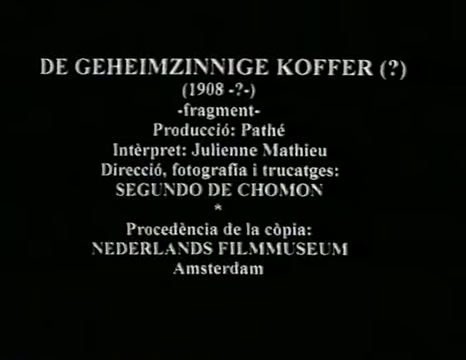 DE GEHEIMZINNIGE KOFFER (?)
(1908 -?-)
-fragment-
Producció: Pathé
Intèrpret: Julienne Mathieu
Direcció, fotografia i trucatges:
SEGUNDO DE CHOMON
*
Procedència de la còpia:
NEDERLANDS FILMMUSEUM
Amsterdam